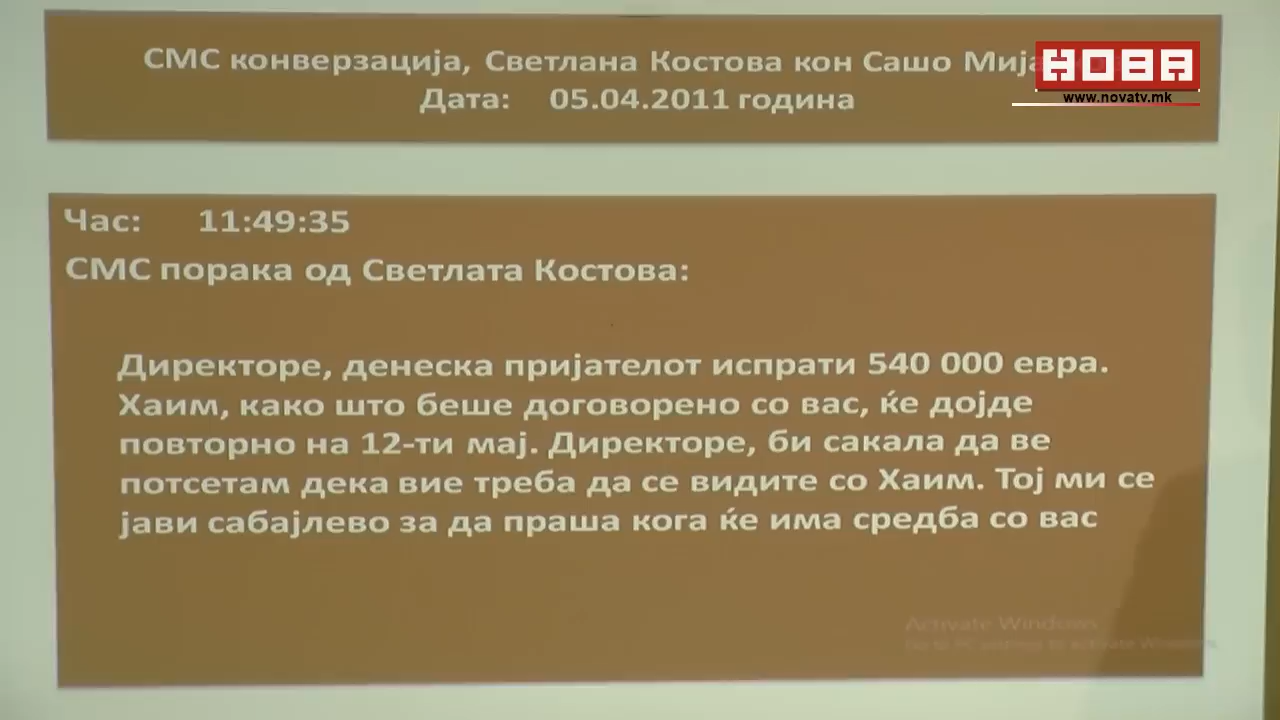 СМС конверзација, Светлана Костова кон Сашо
НОВА
www.novatv.mk
Дата: 05.04.2011 година
Час: 11:49:35
СМС порака од Светлата Костова:
Директоре, денеска пријателот испрати 540 000 евра.
Хаим, како што беше договорено со вас, ќе дојде
повторно на 12-ти мај. Директоре, би сакала да ве
потсетам дека вие треба да се видите со Хаим. Тој ми се
јави сабајлево за да праша кога ќе има средба со вас
Activate Windows